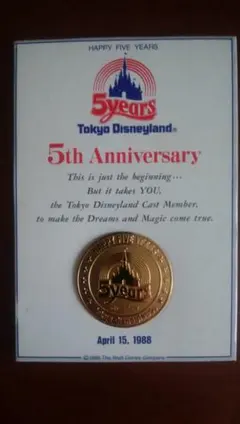 HAPPY FIVE YEARS
5years
Tokyo Disneyland®
5th Anniversary
This is just the beginning...
But it takes YOU,
the Tokyo Disneyland Cast Member,
to make the Dreams and Magic come true.
5years
April 15, 1988
The Walt Disney Company